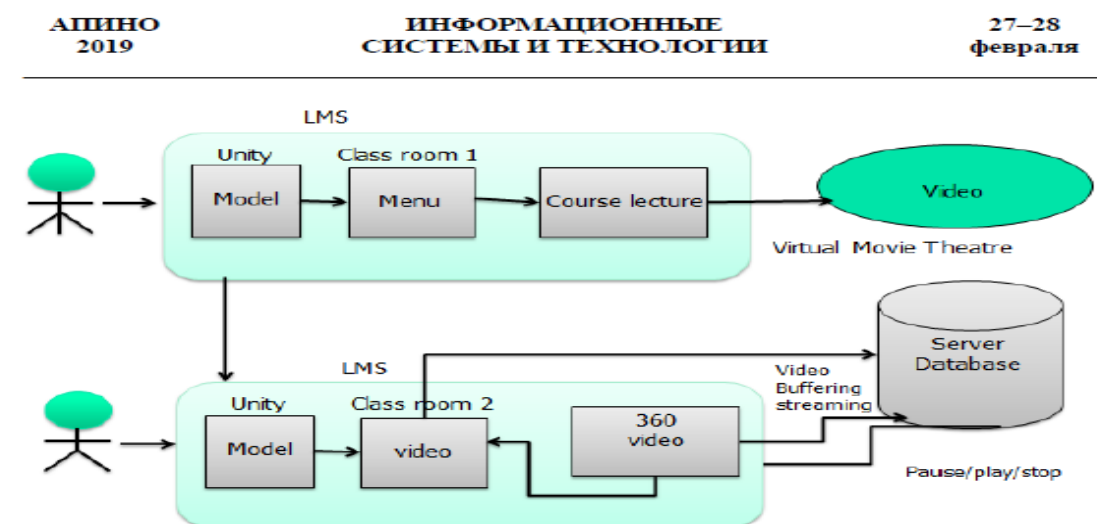 АПИНО
2019
ИНФОРМАЦИОННЫЕ
СИСТЕМЫ И ТЕХНОЛОГИИ
27–28
февраля
LMS
Unity
Class room 1
Model
Menu
Course lecture
Video
Virtual Movie Theatre
Server
Database
LMS
Video
Buffering
streaming
Unity
Class room 2
Model
video
360
video
Pause/play/stop